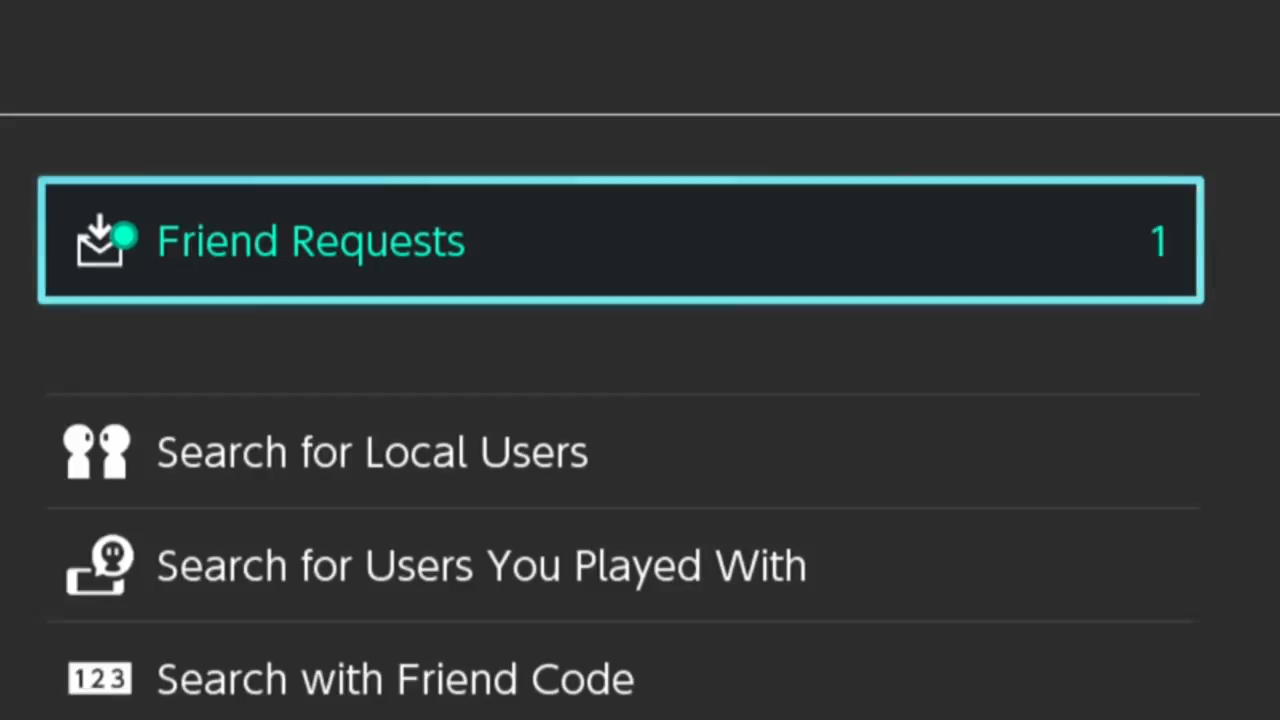 Friend Requests 1
Search for Local Users
Search for Users You Played With
123 Search with Friend Code